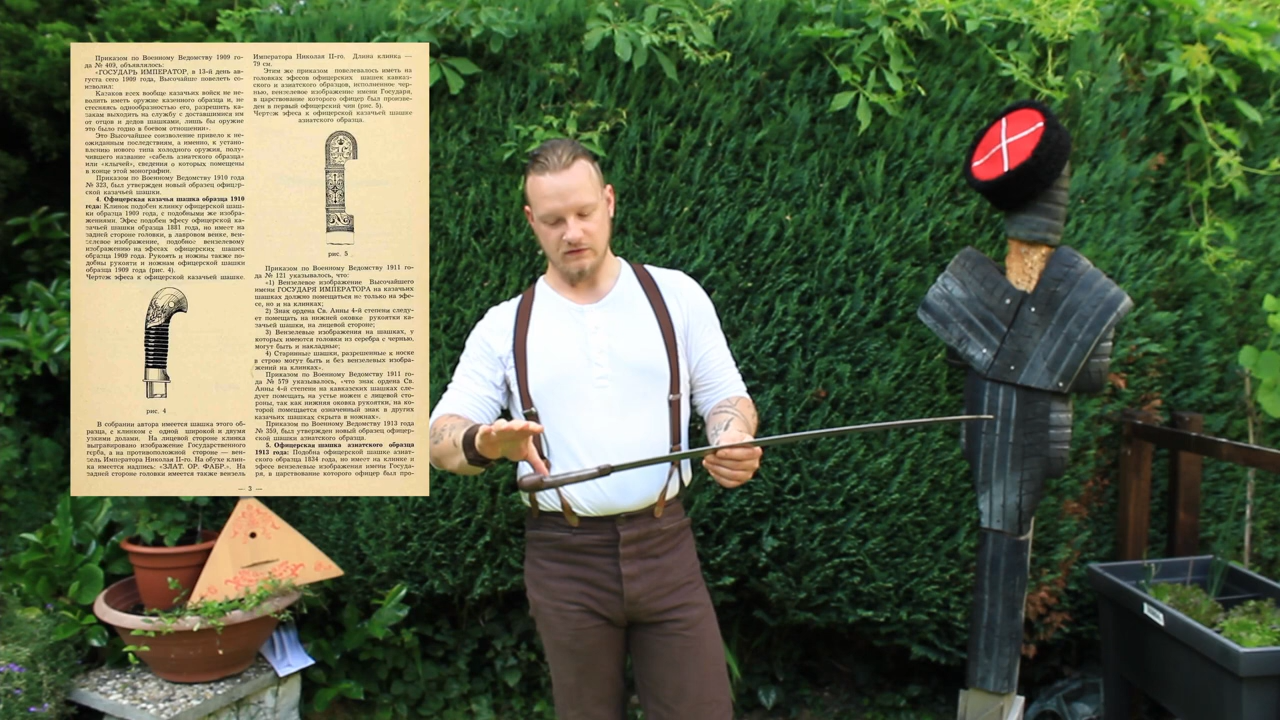 Приказом по Военному Ведомству 1909 го-
да № 409, объявлялось:
«ГОСУДАРЬ ИМПЕРАТОР, в 13-й день ав-
густа сего 1909 года, Высочайше повелеть со-
изволил:
Казаков всех вообще казачьих войск не не-
волить иметь оружие казенного образца и, не
стесняясь однообразностью его, разрешить ка-
закам выходить на службу с доставшимися им
от отцов и дедов шашками, лишь бы оружие
это было годно в боевом отношении».
Это Высочайшее соизволение привело к не-
ожиданным последствиям, а именно, к устано-
влению нового типа холодного оружия, полу-
чившего название «сабель азиатского образца»
или «клычей», сведения о которых помещены
в конце этой монографии.
Приказом по Военному Ведомству 1910 года
№ 323, был утвержден новый образец офицер-
ской казачьей шашки.
4. Офицерская казачья шашка образца 1910
года: Клинок подобен клинку офицерской шаш-
ки образца 1909 года, с подобными же изобра-
жениями. Эфес подобен эфесу офицерской ка-
зачьей шашки образца 1881 года, но имеет на
задней стороне головки, в лавровом венке, вен-
зелевое изображение, подобное вензелевому
изображению на эфесах офицерских шашек
образца 1909 года. Рукоять и ножны также по-
добны рукояти и ножнам офицерской шашки
образца 1909 года (рис. 4).
Чертеж эфеса к офицерской казачьей шашке.
рис. 4
В собрании автора имеется шашка этого об-
разца, с клинком с одной широкой и двумя
узкими долами. На лицевой стороне клинка
выгравировано изображение Государственного
герба, а на противоположной стороне — вен-
зель Императора Николая II-го. На обухе клин-
ка имеется надпись: «ЗЛАТ. ОР. ФАБР.». На
задней стороне головки имеется также вензель
Императора Николая II-го. Длина клинка —
79 см.
Этим же приказом повелевалось иметь на
головках эфесов офицерских шашек кавказ-
ского и азиатского образцов, исполненное чер-
нью, вензелевое изображение имени Государя,
в царствование которого офицер был произве-
ден в первый офицерский чин (рис. 5).
Чертеж эфеса к офицерской казачьей шашке
азиатского образца.
рис. 5
Приказом по Военному Ведомству 1911 го-
да № 121 указывалось, что:
«1) Вензелевое изображение Высочайшего
имени ГОСУДАРЯ ИМПЕРАТОРА на казачьих
шашках должно помещаться не только на эфе-
се, но и на клинках;
2) Знак ордена Св. Анны 4-й степени следу-
ет помещать на нижней оковке рукоятки ка-
зачьей шашки, на лицевой стороне;
3) Вензелевые изображения на шашках, у
которых имеются головки из серебра с чернью,
могут быть и накладные;
4) Старинные шашки, разрешенные к носке
в строю могут быть и без вензелевых изобра-
жений на клинках».
Приказом по Военному Ведомству 1911 го-
да № 579 указывалось, «что знак ордена Св.
Анны 4-й степени на кавказских шашках сле-
дует помещать на устье ножен с лицевой сто-
роны, так как нижняя оковка рукоятки, на ко-
торой помещается означенный знак в других
казачьих шашках скрыта в ножнах».
Приказом по Военному Ведомству 1913 года
№ 359, был утвержден новый образец офицер-
ской шашки азиатского образца.
5. Офицерская шашка азиатского образца
1913 года: Подобна офицерской шашке азиат-
ского образца 1834 года, но имеет на клинке и
эфесе вензелевые изображения имени Госуда-
ря, в царствование которого офицер был про-
— 3 —